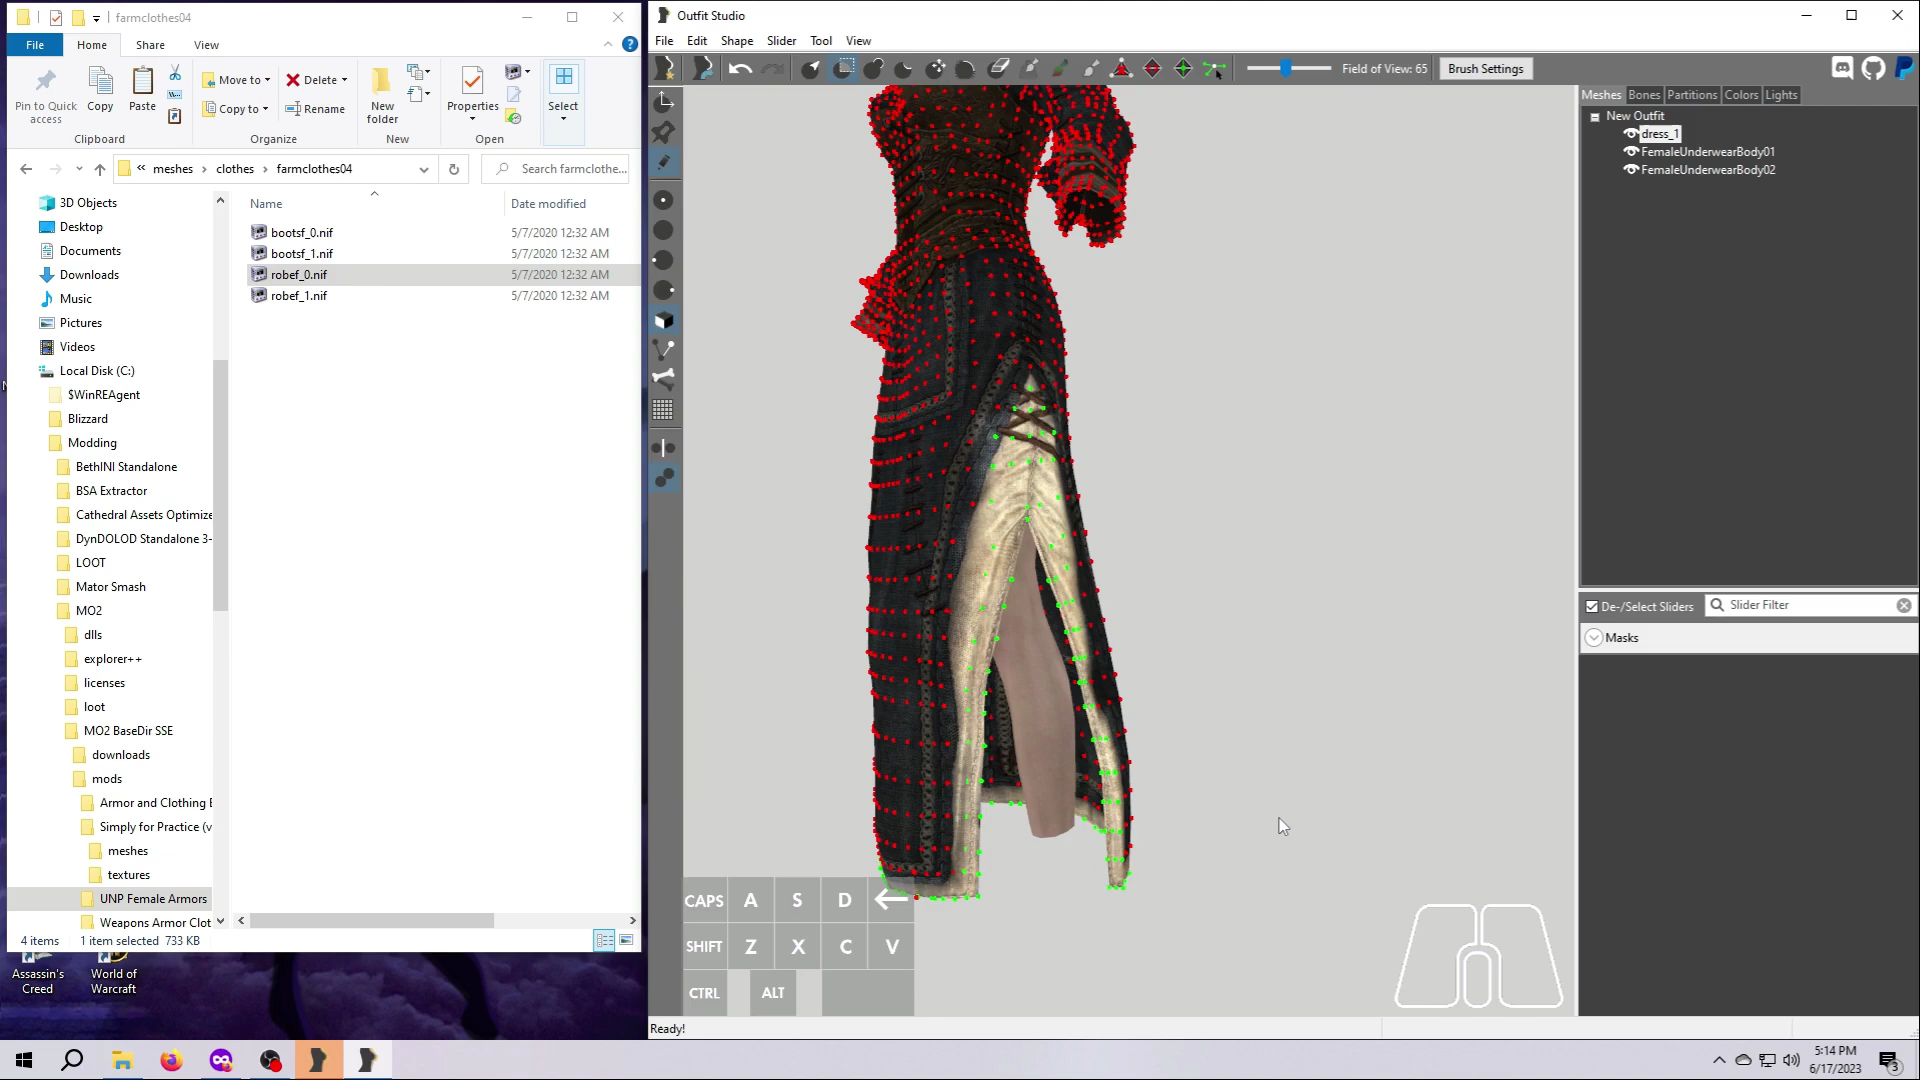 farmclothes04
File
Home
Share
View
Pin to Quick
access
Copy
Paste
Move to
Copy to
Delete
Rename
New
folder
Properties
Select
Clipboard
Organize
New
Open
« meshes › clothes › farmclothes04
Search farmclothe...
Name
Date modified
bootsf_0.nif 5/7/2020 12:32 AM
bootsf_1.nif 5/7/2020 12:32 AM
robef_0.nif 5/7/2020 12:32 AM
robef_1.nif 5/7/2020 12:32 AM
3D Objects
Desktop
Documents
Downloads
Music
Pictures
Videos
Local Disk (C:)
$WinREAgent
Blizzard
Modding
BethINI Standalone
BSA Extractor
Cathedral Assets Optimize
DynDOLOD Standalone 3-
LOOT
Mator Smash
MO2
dlls
explorer++
licenses
loot
MO2 BaseDir SSE
downloads
mods
Armor and Clothing E
Simply for Practice (v
meshes
textures
UNP Female Armors
Weapons Armor Clot
4 items
1 item selected 733 KB
Assassin's
Creed
World of
Warcraft
Outfit Studio
File Edit Shape Slider Tool View
Field of View: 65
Brush Settings
Meshes Bones Partitions Colors Lights
New Outfit
dress_1
FemaleUnderwearBody01
FemaleUnderwearBody02
De-/Select Sliders
Slider Filter
Masks
CAPS A S D
SHIFT Z X C V
CTRL ALT
Ready!
5:14 PM
6/17/2023
3